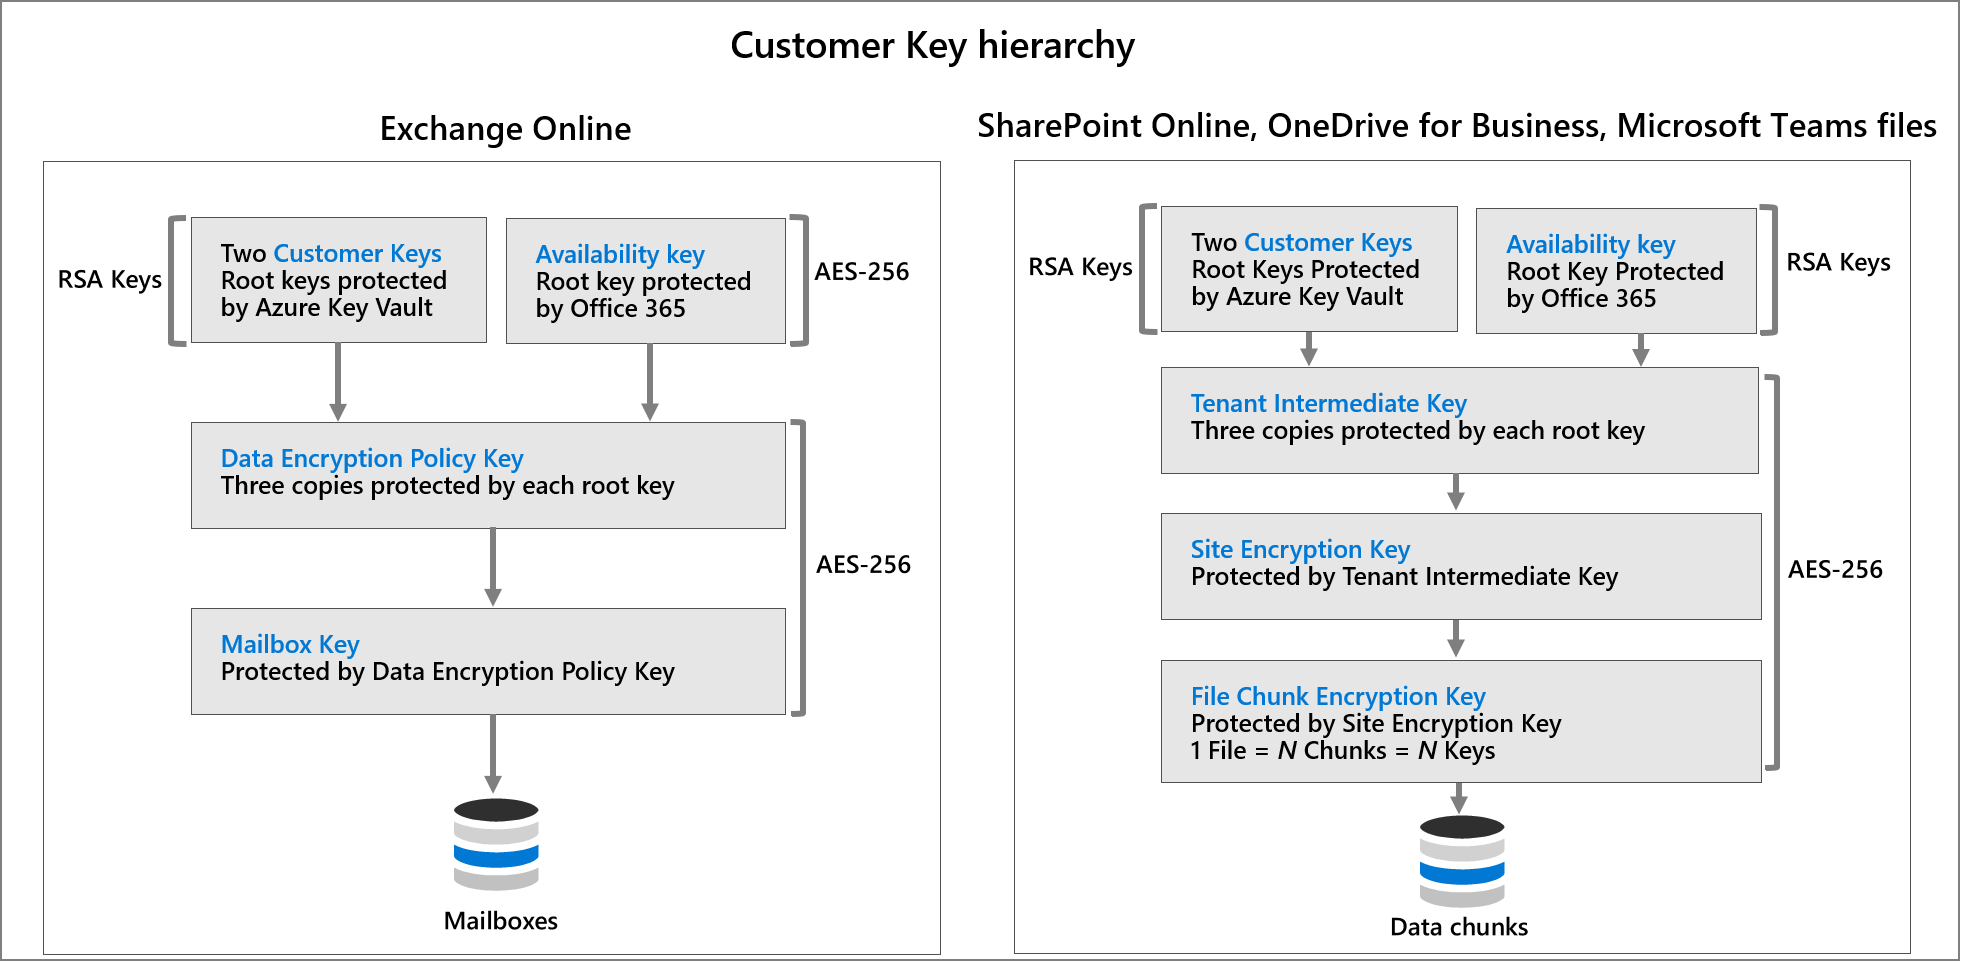 Customer Key hierarchy
Exchange Online
RSA Keys
Two Customer Keys
Root keys protected
by Azure Key Vault
Availability key
Root key protected
by Office 365
AES-256
Data Encryption Policy Key
Three copies protected by each root key
Mailbox Key
Protected by Data Encryption Policy Key
AES-256
Mailboxes
SharePoint Online, OneDrive for Business, Microsoft Teams files
RSA Keys
Two Customer Keys
Root Keys Protected
by Azure Key Vault
Availability key
Root Key Protected
by Office 365
RSA Keys
Tenant Intermediate Key
Three copies protected by each root key
Site Encryption Key
Protected by Tenant Intermediate Key
File Chunk Encryption Key
Protected by Site Encryption Key
1 File = N Chunks = N Keys
AES-256
Data chunks